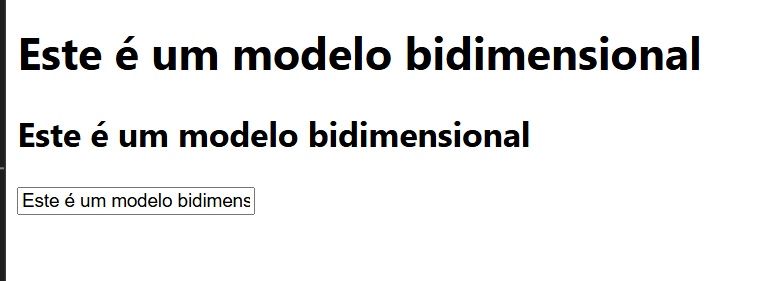 Este é um modelo bidimensional
Este é um modelo bidimensional
Este é um modelo bidimens